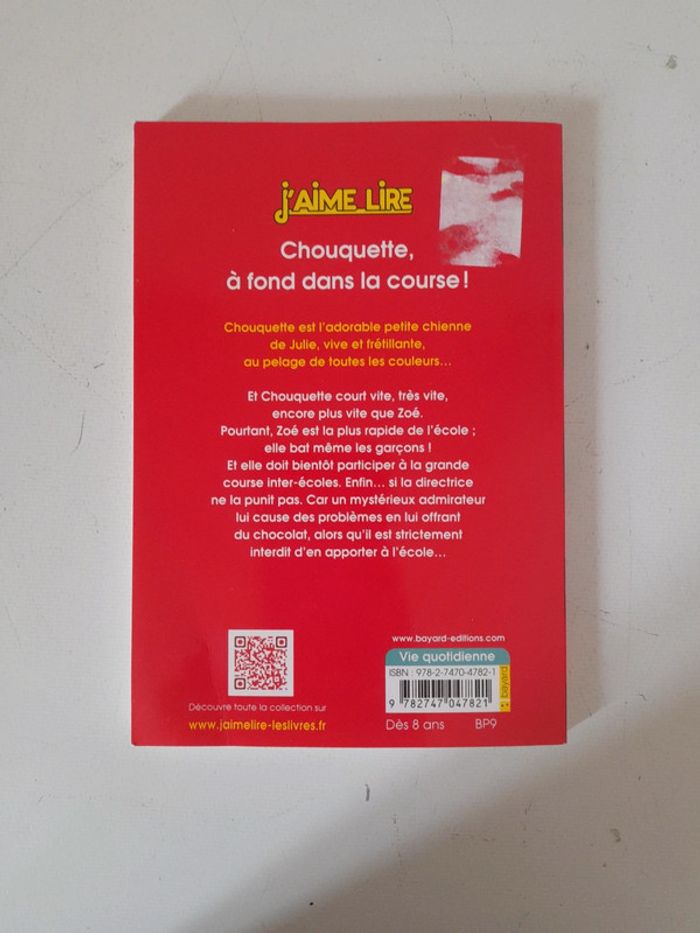 J'AIME LIRE
Chouquette,
à fond dans la course !
Chouquette est l'adorable petite chienne
de Julie, vive et frétillante,
au pelage de toutes les couleurs…
Et Chouquette court vite, très vite,
encore plus vite que Zoé.
Pourtant, Zoé est la plus rapide de l'école ;
elle bat même les garçons !
Et elle doit bientôt participer à la grande
course inter-écoles. Enfin… si la directrice
ne la punit pas. Car un mystérieux admirateur
lui cause des problèmes en lui offrant
du chocolat, alors qu'il est strictement
interdit d'en apporter à l'école…
Découvre toute la collection sur
www.jaimelire-leslivres.fr
www.bayard-editions.com
Vie quotidienne
ISBN : 978-2-7470-4782-1
bayard
9 782747 047821
Dès 8 ans BP9